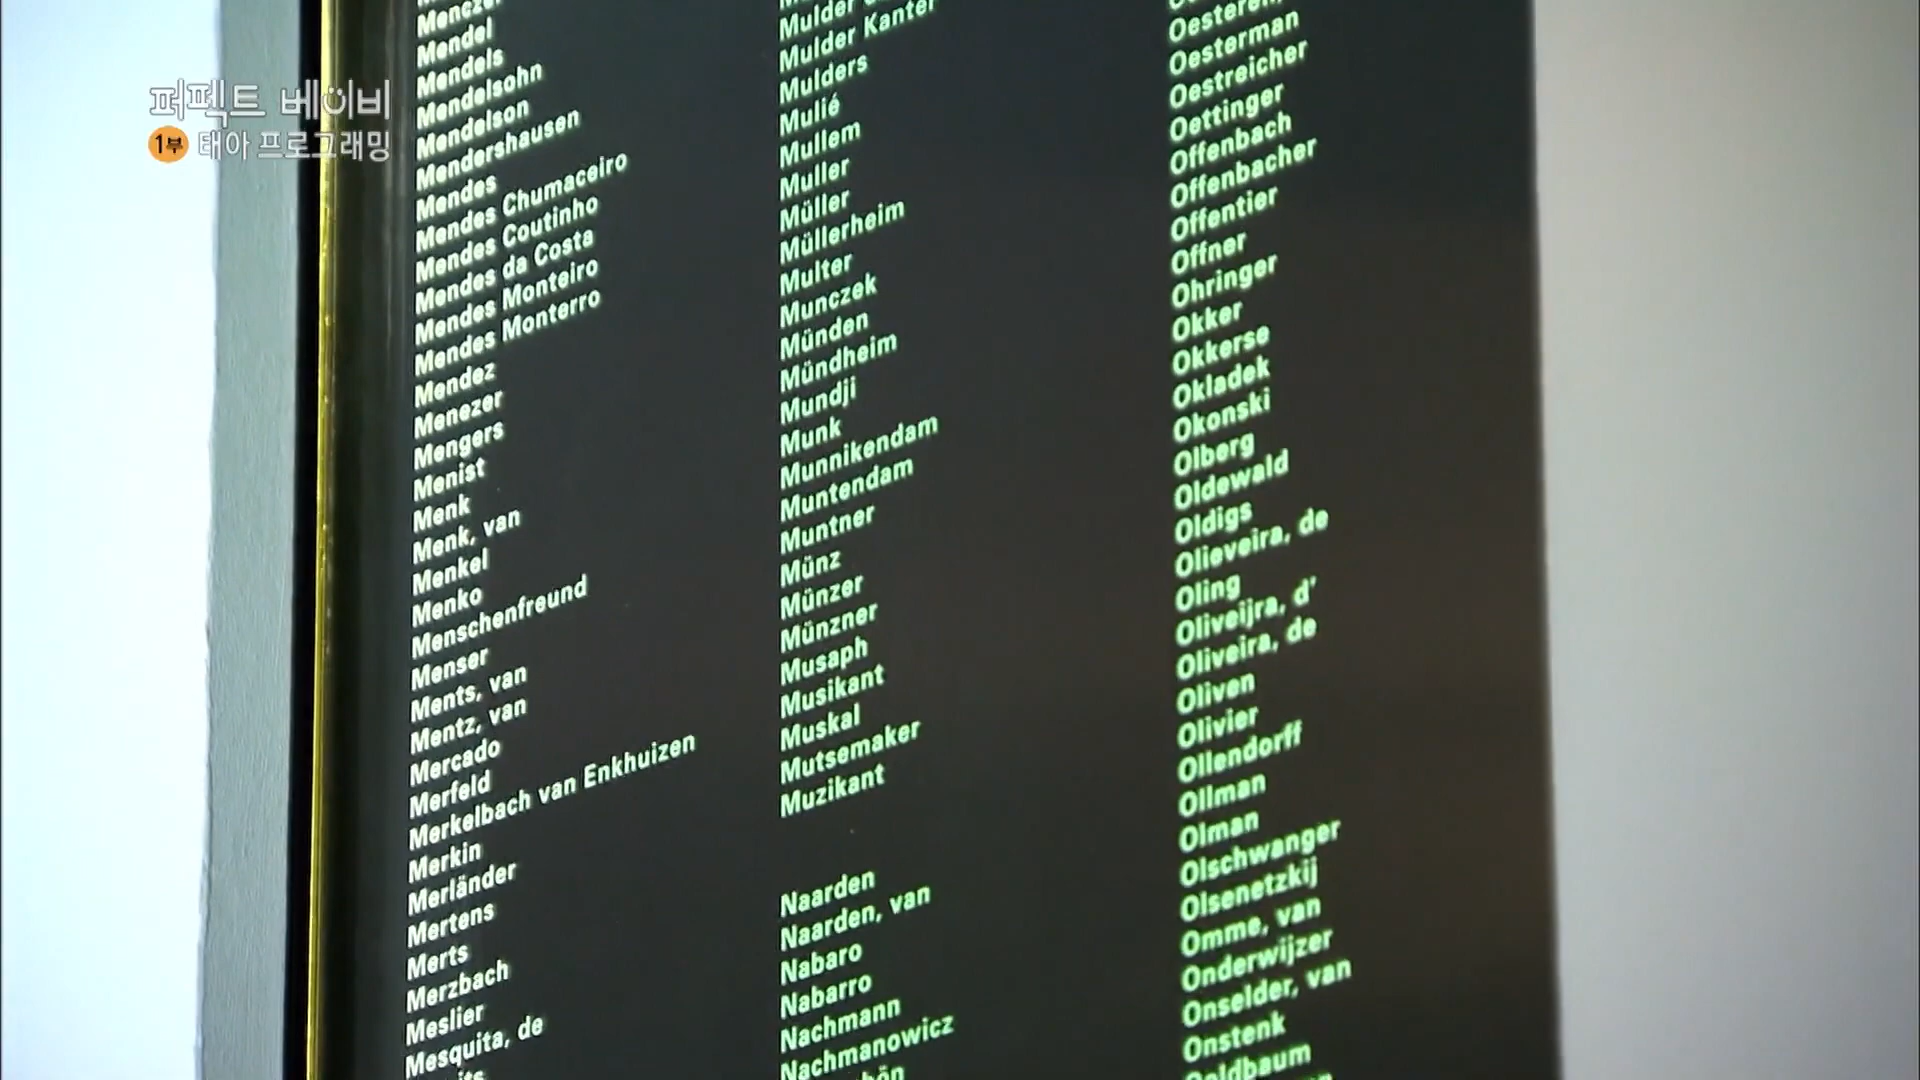 퍼펙트 베이비
1부 태아 프로그래밍
Mendel
Mendels
Mendelsohn
Mendelson
Mendershausen
Mendes
Mendes Chumaceiro
Mendes Coutinho
Mendes da Costa
Mendes Monteiro
Mendes Monterro
Mendez
Menezer
Mengers
Menist
Menk
Menk, van
Menkel
Menko
Menschenfreund
Menser
Ments, van
Mentz, van
Mercado
Merfeld
Merkelbach van Enkhuizen
Merkin
Merländer
Mertens
Merts
Merzbach
Meslier
Mesquita, de
Mulder
Mulder Kanter
Mulders
Mulié
Mullem
Muller
Müller
Müllerheim
Multer
Munczek
Münden
Mündheim
Mundji
Munk
Munnikendam
Muntendam
Muntner
Münz
Münzer
Münzner
Musaph
Musikant
Muskal
Mutsemaker
Muzikant
Naarden
Naarden, van
Nabaro
Nabarro
Nachmann
Nachmanowicz
Oesterman
Oestreicher
Oettinger
Offenbach
Offenbacher
Offentier
Offner
Ohringer
Okker
Okkerse
Okladek
Okonski
Olberg
Oldewald
Oldigs
Olieveira, de
Oling
Oliveijra, d'
Oliveira, de
Oliven
Olivier
Ollendorff
Ollman
Olman
Olschwanger
Olsenetzkij
Omme, van
Onderwijzer
Onselder, van
Onstenk